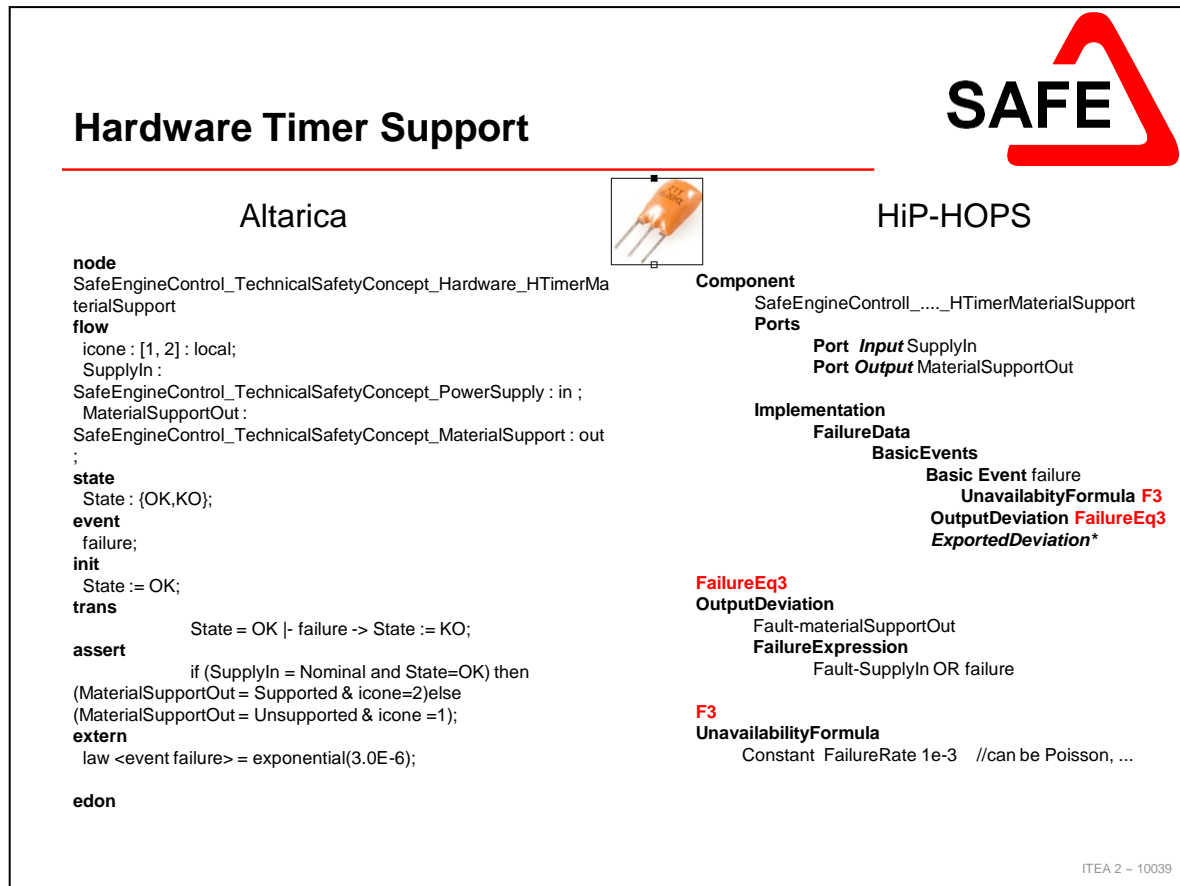 SAFE
Hardware Timer Support
Altarica
node
SafeEngineControl_TechnicalSafetyConcept_Hardware_HTimerMa
terialSupport
flow
icone : [1, 2] : local;
SupplyIn :
SafeEngineControl_TechnicalSafetyConcept_PowerSupply : in ;
MaterialSupportOut :
SafeEngineControl_TechnicalSafetyConcept_MaterialSupport : out
;
state
State : {OK,KO};
event
failure;
init
State := OK;
trans
State = OK |- failure -> State := KO;
assert
if (SupplyIn = Nominal and State=OK) then
(MaterialSupportOut = Supported & icone=2)else
(MaterialSupportOut = Unsupported & icone =1);
extern
law <event failure> = exponential(3.0E-6);
edon
HiP-HOPS
Component
SafeEngineControll_...._HTimerMaterialSupport
Ports
Port Input SupplyIn
Port Output MaterialSupportOut
Implementation
FailureData
BasicEvents
Basic Event failure
UnavailabityFormula F3
OutputDeviation FailureEq3
ExportedDeviation*
FailureEq3
OutputDeviation
Fault-materialSupportOut
FailureExpression
Fault-SupplyIn OR failure
F3
UnavailabilityFormula
Constant FailureRate 1e-3 //can be Poisson, ...
ITEA 2 ~ 10039